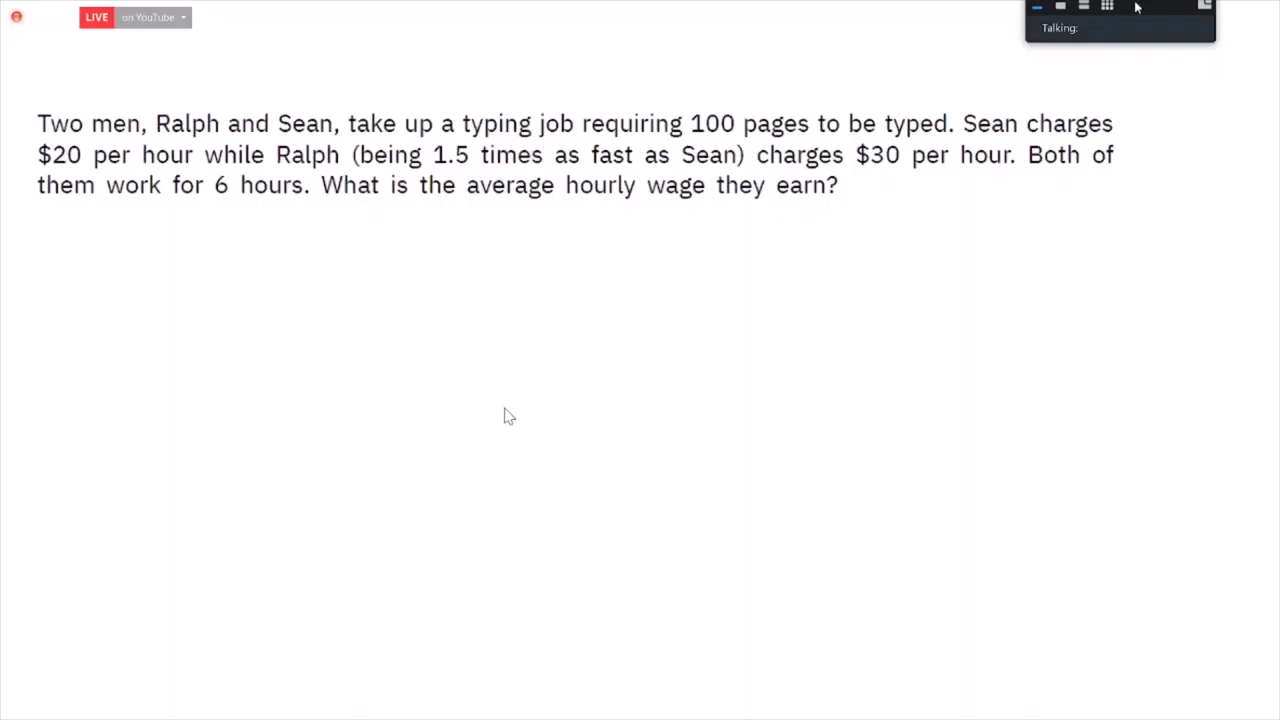 LIVE on YouTube
Talking:
Two men, Ralph and Sean, take up a typing job requiring 100 pages to be typed. Sean charges
$20 per hour while Ralph (being 1.5 times as fast as Sean) charges $30 per hour. Both of
them work for 6 hours. What is the average hourly wage they earn?